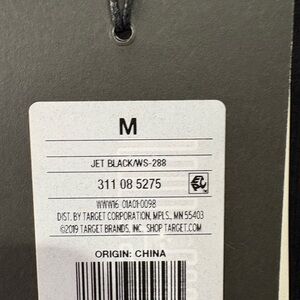 M
JET BLACK/WS-288
311 08 5275
WWW16 01A01-0098
DIST. BY TARGET CORPORATION, MPLS., MN 55403
©2019 TARGET BRANDS, INC. SHOP TARGET.COM
ORIGIN: CHINA